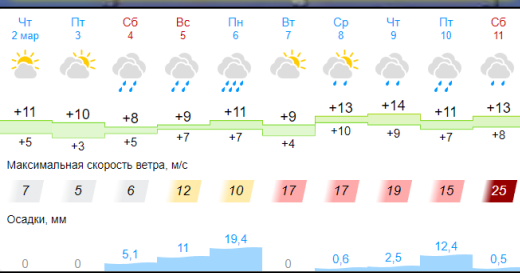 Чт Пт Сб Вс Пн Вт Ср Чт Пт Сб
2 мар 3 4 5 6 7 8 9 10 11
+11 +10 +8 +9 +11 +9 +13 +14 +11 +13
+5 +3 +5 +7 +7 +4 +10 +9 +7 +8
Максимальная скорость ветра, м/с
7 5 6 12 10 17 17 19 15 25
Осадки, мм
0 0 5,1 11 19,4 0 0,6 2,5 12,4 0,5